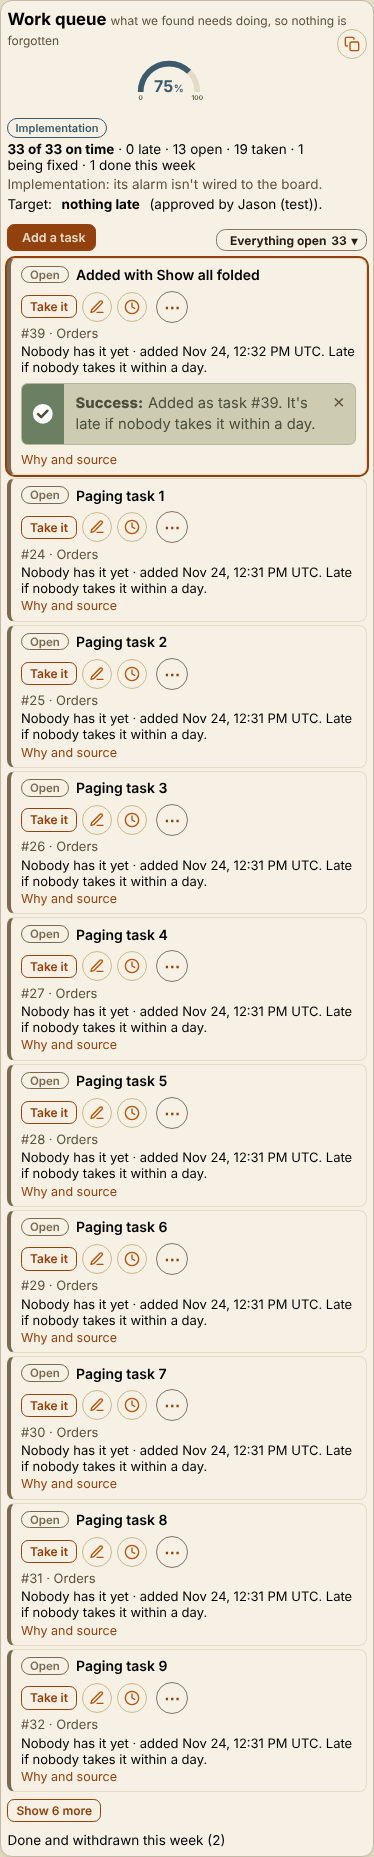 Work queue what we found needs doing, so nothing is
forgotten
75%
0 100
Implementation
33 of 33 on time · 0 late · 13 open · 19 taken · 1
being fixed · 1 done this week
Implementation: its alarm isn't wired to the board.
Target: nothing late (approved by Jason (test)).
Add a task
Everything open 33 ▾
Open Added with Show all folded
Take it
#39 · Orders
Nobody has it yet · added Nov 24, 12:32 PM UTC. Late
if nobody takes it within a day.
Success: Added as task #39. It's
late if nobody takes it within a day.
Why and source
Open Paging task 1
Take it
#24 · Orders
Nobody has it yet · added Nov 24, 12:31 PM UTC. Late
if nobody takes it within a day.
Why and source
Open Paging task 2
Take it
#25 · Orders
Nobody has it yet · added Nov 24, 12:31 PM UTC. Late
if nobody takes it within a day.
Why and source
Open Paging task 3
Take it
#26 · Orders
Nobody has it yet · added Nov 24, 12:31 PM UTC. Late
if nobody takes it within a day.
Why and source
Open Paging task 4
Take it
#27 · Orders
Nobody has it yet · added Nov 24, 12:31 PM UTC. Late
if nobody takes it within a day.
Why and source
Open Paging task 5
Take it
#28 · Orders
Nobody has it yet · added Nov 24, 12:31 PM UTC. Late
if nobody takes it within a day.
Why and source
Open Paging task 6
Take it
#29 · Orders
Nobody has it yet · added Nov 24, 12:31 PM UTC. Late
if nobody takes it within a day.
Why and source
Open Paging task 7
Take it
#30 · Orders
Nobody has it yet · added Nov 24, 12:31 PM UTC. Late
if nobody takes it within a day.
Why and source
Open Paging task 8
Take it
#31 · Orders
Nobody has it yet · added Nov 24, 12:31 PM UTC. Late
if nobody takes it within a day.
Why and source
Open Paging task 9
Take it
#32 · Orders
Nobody has it yet · added Nov 24, 12:31 PM UTC. Late
if nobody takes it within a day.
Why and source
Show 6 more
Done and withdrawn this week (2)